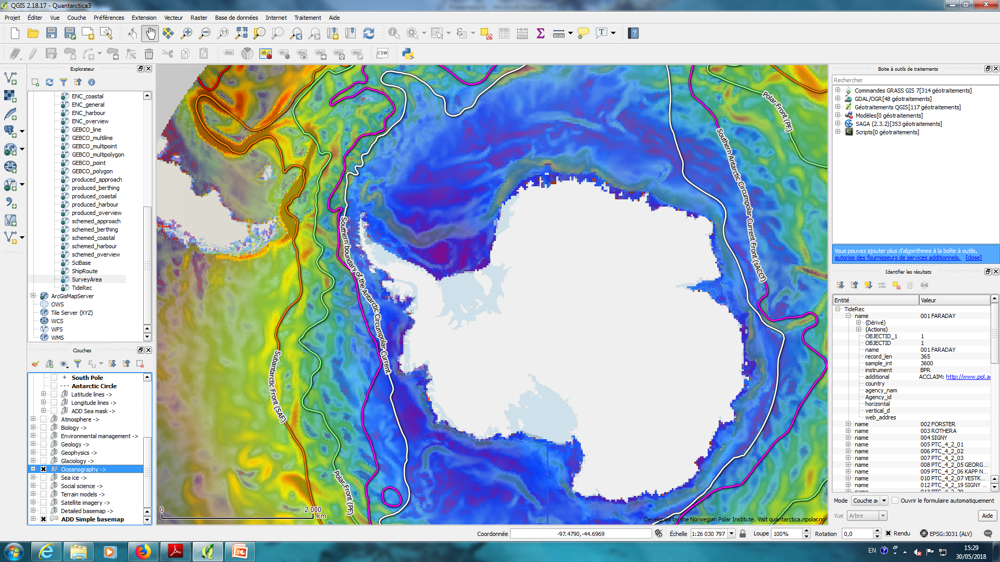 QGIS 2.18.17 - Quantarctica3
Projet Éditer Vue Couche Préférences Extension Vecteur Raster Base de données Internet Traitement Aide
CSW
Explorateur
ENC_coastal
ENC_general
ENC_harbour
ENC_overview
GEBCO_line
GEBCO_multiline
GEBCO_multipoint
GEBCO_multipolygon
GEBCO_point
GEBCO_polygon
produced_approach
produced_berthing
produced_coastal
produced_harbour
produced_overview
schemed_approach
schemed_berthing
schemed_coastal
schemed_harbour
schemed_overview
SciBase
ShipRoute
SurveyArea
TideRec
ArcGisMapServer
OWS
Tile Server (XYZ)
WCS
WFS
WMS
Couches
South Pole
Antarctic Circle
Latitude lines ->
Longitude lines ->
ADD Sea mask ->
Atmosphere ->
Biology ->
Environmental management ->
Geology ->
Geophysics ->
Glaciology ->
Oceanography ->
Sea ice ->
Social science ->
Terrain models ->
Satellite imagery ->
Detailed basemap ->
ADD Simple basemap
Polar Front (PF)
Southern Antarctic Circumpolar Current Front (sACCf)
Southern boundary of the Antarctic Circumpolar Current
Subantarctic Front (SAF)
Polar Front (PF)
0 2 000 km
Developed by the Norwegian Polar Institute. Visit quantarctica.npolar.no
Boite à outils de traitements
Rechercher
Commandes GRASS GIS 7[314 géotraitements]
GDAL/OGR[48 géotraitements]
Géotraitements QGIS[117 géotraitements]
Modèles[0 géotraitements]
SAGA (2.3.2)[353 géotraitements]
Scripts[0 géotraitements]
Vous pouvez ajouter plus d'algorithmes à la boîte à outils,
autorise des fournisseurs de services additionnels. [close]
Identifier les résultats
Entité Valeur
TideRec
name 001 FARADAY
(Dérivé)
(Actions)
OBJECTID_1 1
OBJECTID 1
name 001 FARADAY
record_len 365
sample_int 3600
instrument BPR
additional ACCLAIM: http://www.pol.a
country
agency_nam
Agency_id
horizontal
vertical_d
web_addres
name 002 FORSTER
name 003 ROTHERA
name 004 SIGNY
name 005 PTC_4_2_01
name 006 PTC_4_2_02
name 007 PTC_4_2_03
name 008 PTC_4_2_05 GEORG...
name 009 PTC_4_2_06 KAPP N...
name 010 PTC_4_2_07 VESTK...
name 012 PTC_4_2_19 SIGNY ...
Mode Couche a Ouvrir le formulaire automatiquement
Vue Arbre Aide
Coordonnée -97.4790,-44.6969 Échelle 1:26 030 797 Loupe 100% Rotation 0,0 Rendu EPSG:3031 (ALV)
EN 15:29
30/05/2018